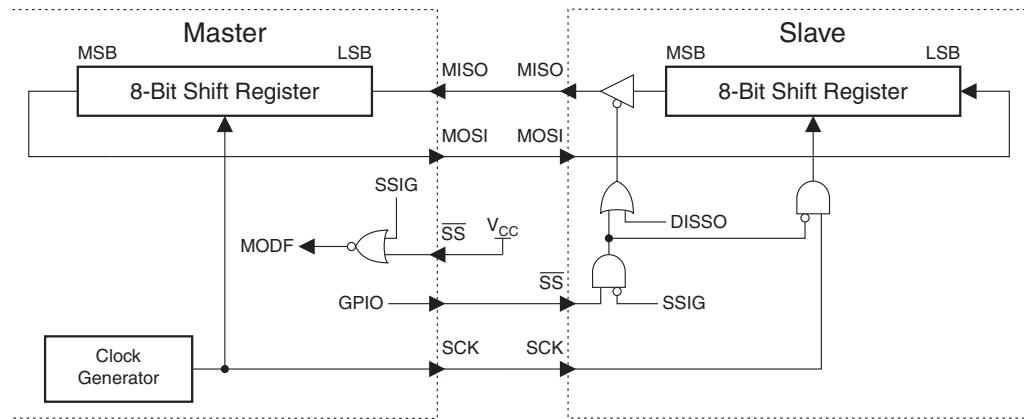 Master
Slave
MSB
LSB
MISO
MISO
MSB
LSB
8-Bit Shift Register
8-Bit Shift Register
MOSI
MOSI
SSIG
DISSO
SS
VCC
MODF
SS
GPIO
SSIG
Clock
Generator
SCK
SCK